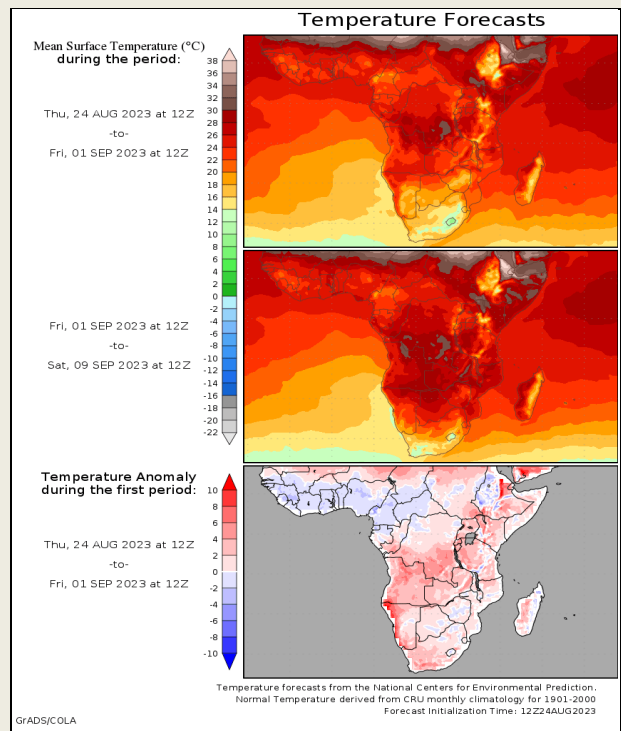 Temperature Forecasts
Mean Surface Temperature (°C)
during the period:
Thu, 24 AUG 2023 at 12Z
-to-
Fri, 01 SEP 2023 at 12Z
38
36
34
32
30
28
26
24
22
20
18
16
14
12
10
8
6
4
2
0
-2
-4
-6
-8
-10
-12
-14
-16
-18
-20
-22
Fri, 01 SEP 2023 at 12Z
-to-
Sat, 09 SEP 2023 at 12Z
Temperature Anomaly
during the first period:
Thu, 24 AUG 2023 at 12Z
-to-
Fri, 01 SEP 2023 at 12Z
10
8
6
4
2
0
-2
-4
-6
-8
-10
Temperature forecasts from the National Centers for Environmental Prediction.
Normal Temperature derived from CRU monthly climatology for 1901-2000
Forecast Initialization Time: 12Z24AUG2023
GrADS/COLA